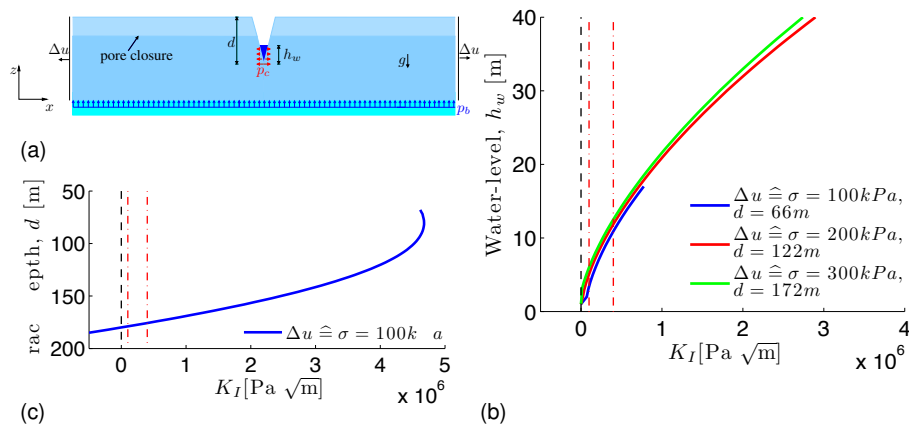 Δu
d
pore closure
p_c
h_w
g
Δu
z
x
p_b
(a)
50
100
150
200
rac epth, d [m]
Δu ≙ σ = 100k a
0 1 2 3 4 5
K_I[Pa √m]
x 10^6
(c)
40
30
20
10
0
Water-level, h_w [m]
Δu ≙ σ = 100kPa,
d = 66m
Δu ≙ σ = 200kPa,
d = 122m
Δu ≙ σ = 300kPa,
d = 172m
0 1 2 3 4
K_I[Pa √m]
x 10^6
(b)